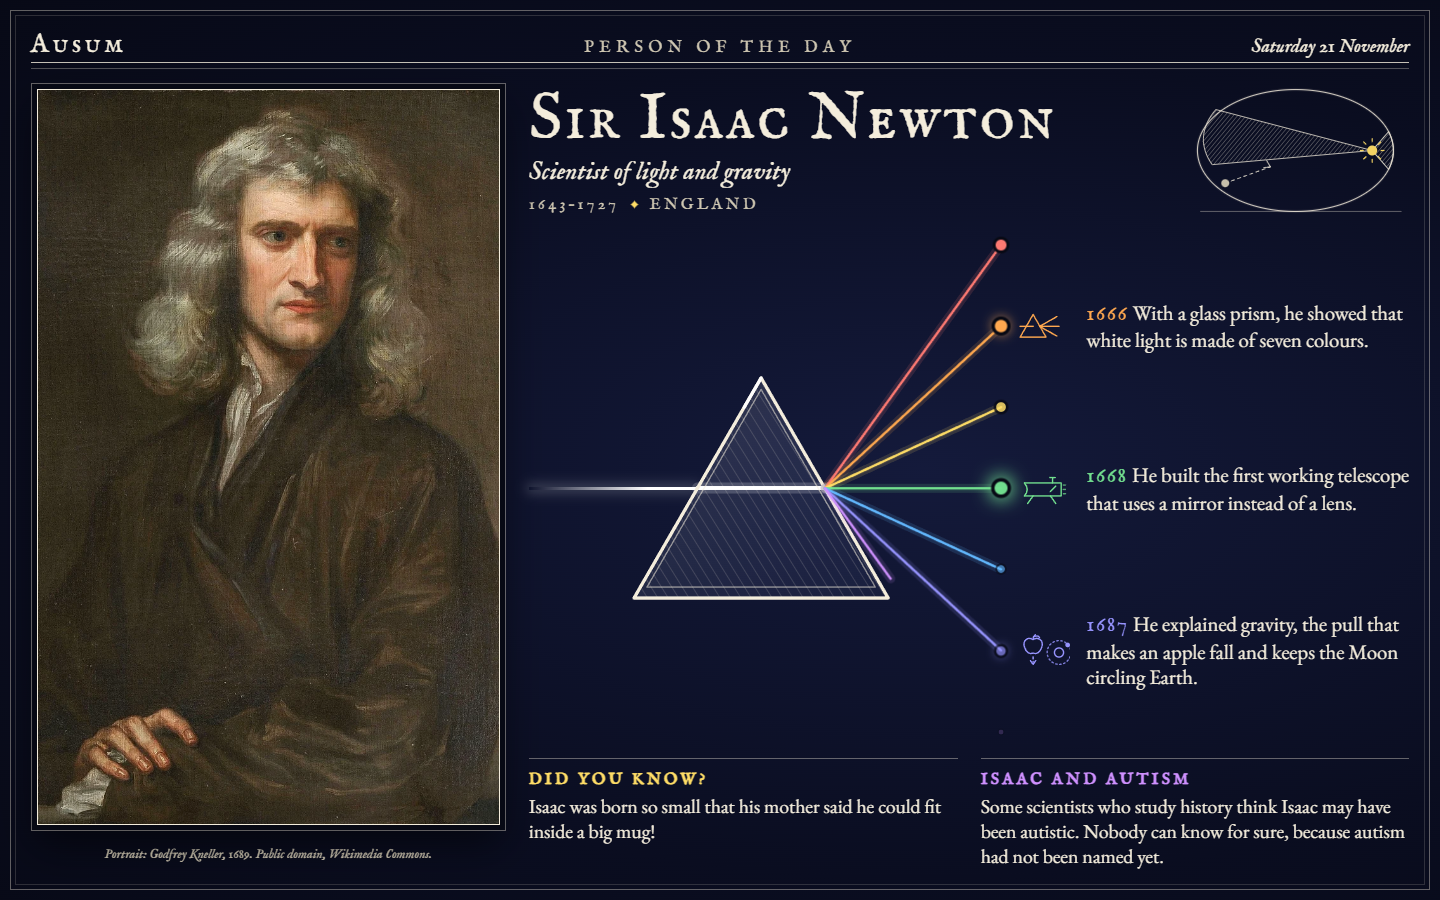 Ausum
PERSON OF THE DAY
Saturday 21 November
Sir Isaac Newton
Scientist of light and gravity
1643-1727 ✦ ENGLAND
1666 With a glass prism, he showed that
white light is made of seven colours.
1668 He built the first working telescope
that uses a mirror instead of a lens.
1687 He explained gravity, the pull that
makes an apple fall and keeps the Moon
circling Earth.
DID YOU KNOW?
Isaac was born so small that his mother said he could fit
inside a big mug!
ISAAC AND AUTISM
Some scientists who study history think Isaac may have
been autistic. Nobody can know for sure, because autism
had not been named yet.
Portrait: Godfrey Kneller, 1689. Public domain, Wikimedia Commons.